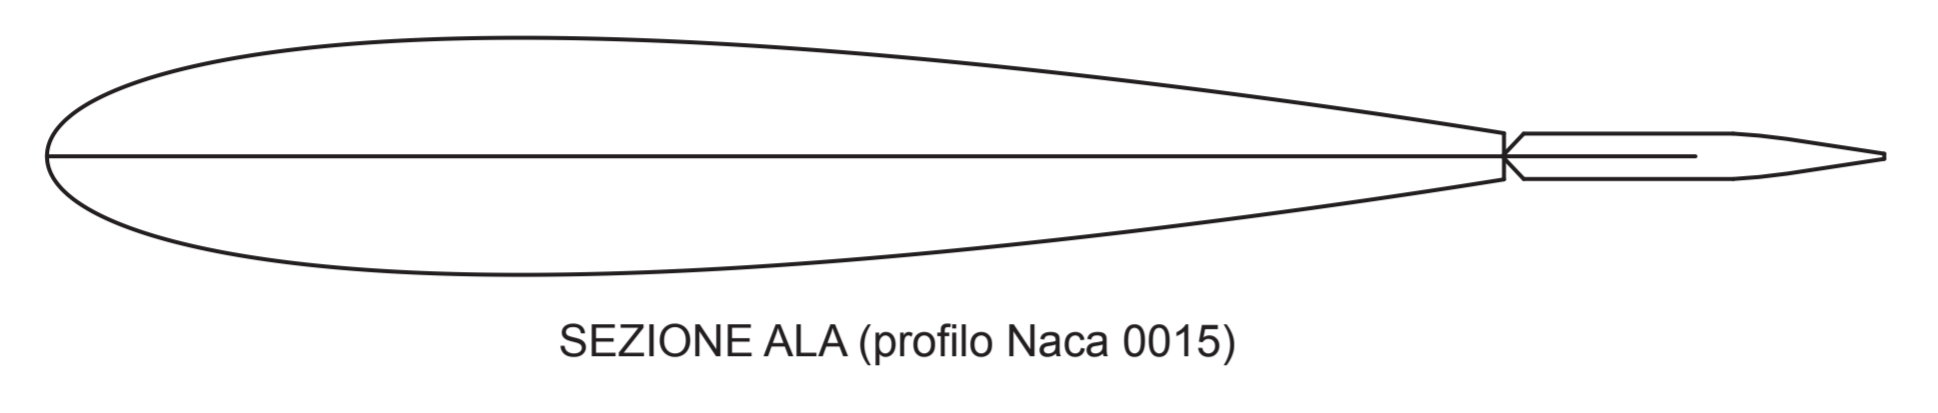 SEZIONE ALA (profilo Naca 0015)